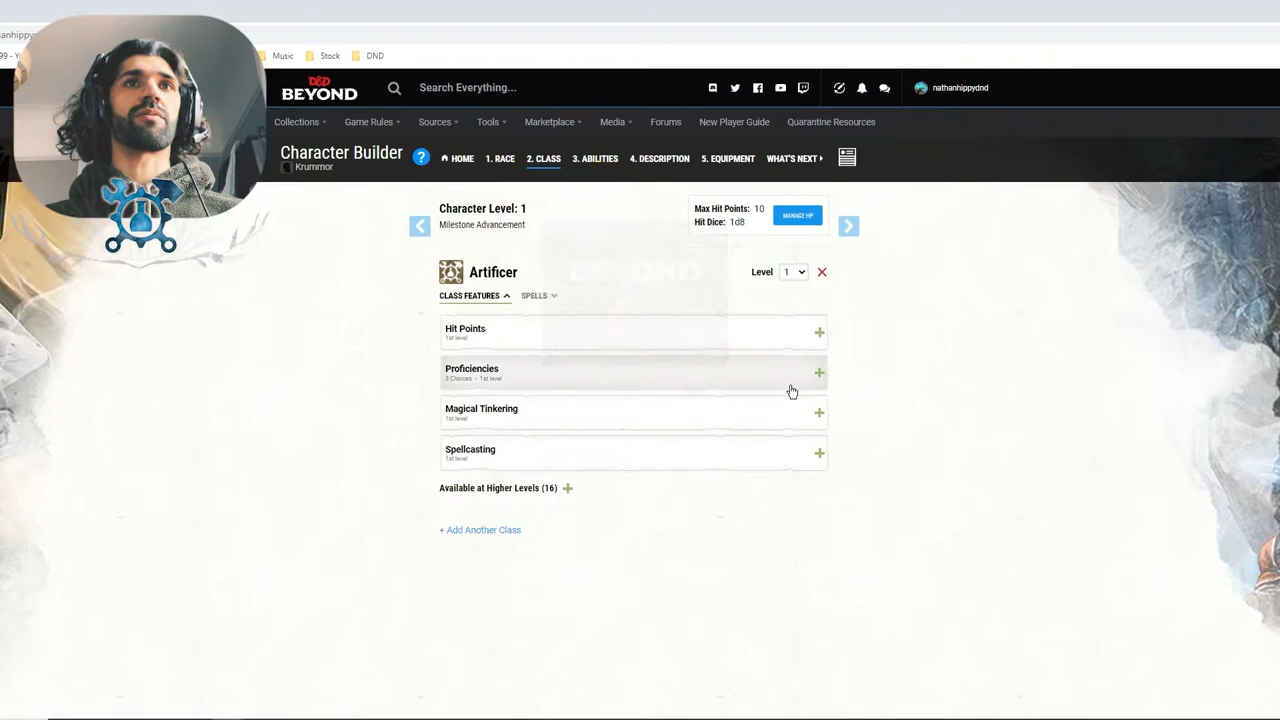 anhippy
99 - Y
Music
Stock
DND
D&D
BEYOND
Search Everything...
nathanhippydnd
Collections
Game Rules
Sources
Tools
Marketplace
Media
Forums
New Player Guide
Quarantine Resources
Character Builder
Krummor
?
HOME
1. RACE
2. CLASS
3. ABILITIES
4. DESCRIPTION
5. EQUIPMENT
WHAT'S NEXT
Character Level: 1
Milestone Advancement
Max Hit Points: 10
Hit Dice: 1d8
MANAGE HP
BEYOND
Artificer
Level 1
CLASS FEATURES
SPELLS
Hit Points
1st level
Proficiencies
3 Choices • 1st level
Magical Tinkering
1st level
Spellcasting
1st level
Available at Higher Levels (16)
+ Add Another Class